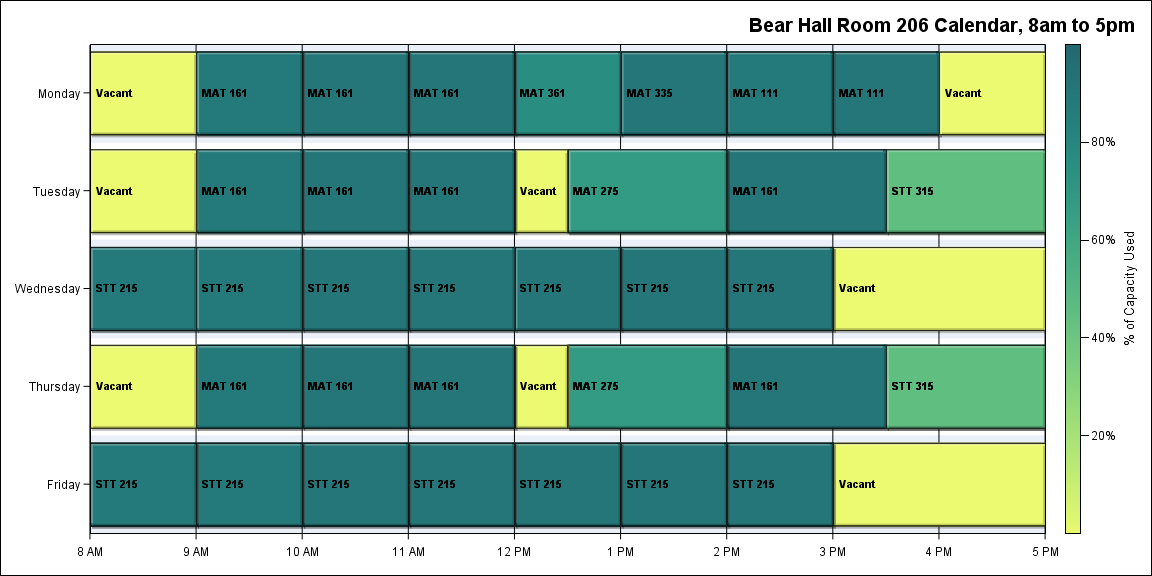 Bear Hall Room 206 Calendar, 8am to 5pm
Monday
Vacant MAT 161 MAT 161 MAT 161 MAT 361 MAT 335 MAT 111 MAT 111 Vacant
Tuesday
Vacant MAT 161 MAT 161 MAT 161 Vacant MAT 275 MAT 161 STT 315
Wednesday
STT 215 STT 215 STT 215 STT 215 STT 215 STT 215 STT 215 Vacant
Thursday
Vacant MAT 161 MAT 161 MAT 161 Vacant MAT 275 MAT 161 STT 315
Friday
STT 215 STT 215 STT 215 STT 215 STT 215 STT 215 STT 215 Vacant
8 AM 9 AM 10 AM 11 AM 12 PM 1 PM 2 PM 3 PM 4 PM 5 PM
80%
60%
40%
20%
% of Capacity Used